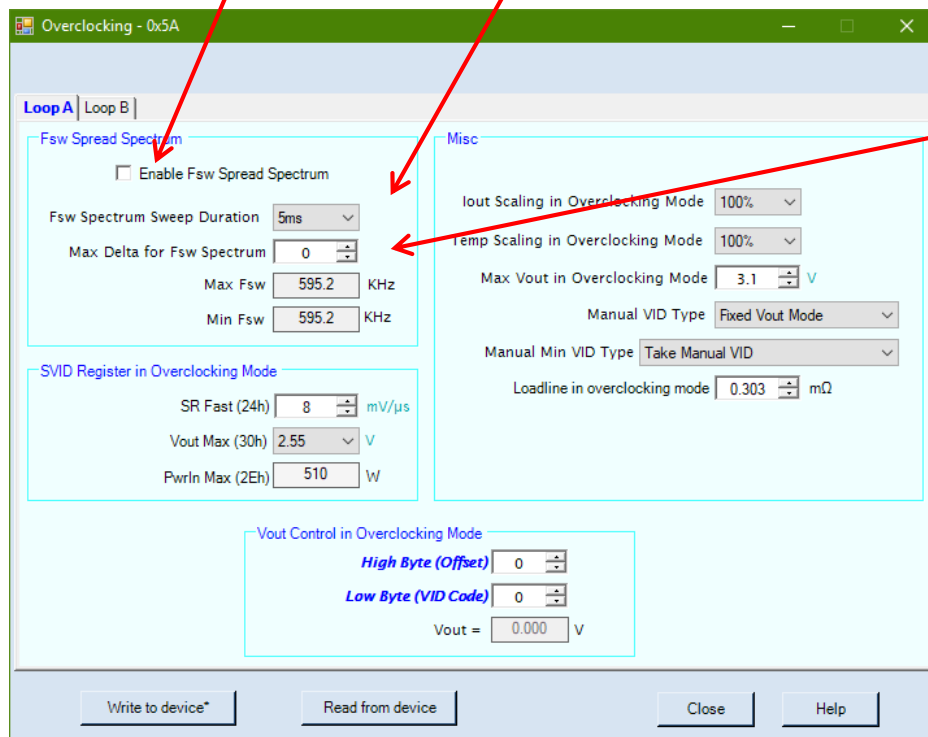 Overclocking - 0x5A
Loop A Loop B
Fsw Spread Spectrum
Enable Fsw Spread Spectrum
Fsw Spectrum Sweep Duration 5ms
Max Delta for Fsw Spectrum 0
Max Fsw 595.2 KHz
Min Fsw 595.2 KHz
SVID Register in Overclocking Mode
SR Fast (24h) 8 mV/µs
Vout Max (30h) 2.55 V
PwrIn Max (2Eh) 510 W
Misc
Iout Scaling in Overclocking Mode 100%
Temp Scaling in Overclocking Mode 100%
Max Vout in Overclocking Mode 3.1 V
Manual VID Type Fixed Vout Mode
Manual Min VID Type Take Manual VID
Loadline in overclocking mode 0.303 mΩ
Vout Control in Overclocking Mode
High Byte (Offset) 0
Low Byte (VID Code) 0
Vout = 0.000 V
Write to device* Read from device Close Help